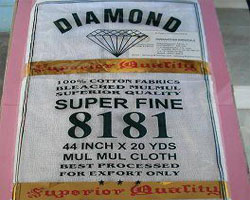 DIAMOND
Superior Quality
100% COTTON FABRICS
BLEACHED MULMUL
SUPERIOR QUALITY
SUPER FINE
8181
44 INCH X 20 YDS
MUL MUL CLOTH
BEST PROCESSED
FOR EXPORT ONLY
Superior Quality